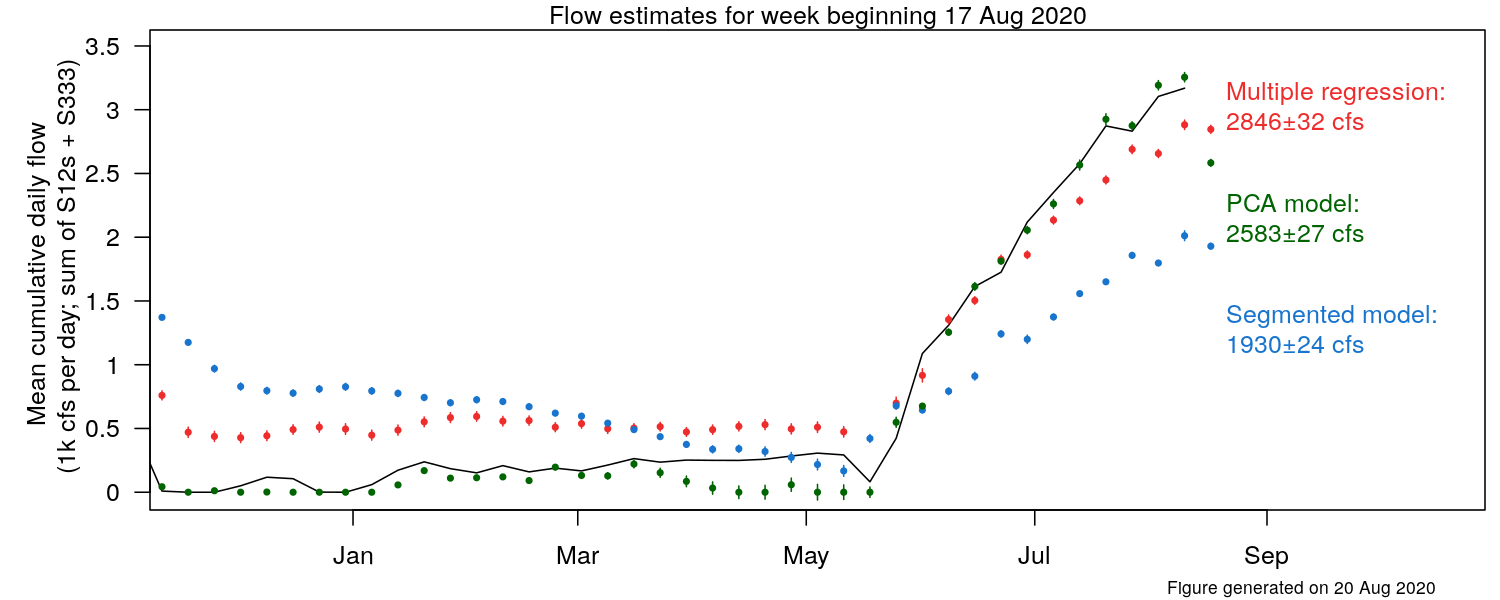 Flow estimates for week beginning 17 Aug 2020
Mean cumulative daily flow
(1k cfs per day; sum of S12s + S333)
3.5
3
2.5
2
1.5
1
0.5
0
Multiple regression:
2846±32 cfs
PCA model:
2583±27 cfs
Segmented model:
1930±24 cfs
Jan Mar May Jul Sep
Figure generated on 20 Aug 2020